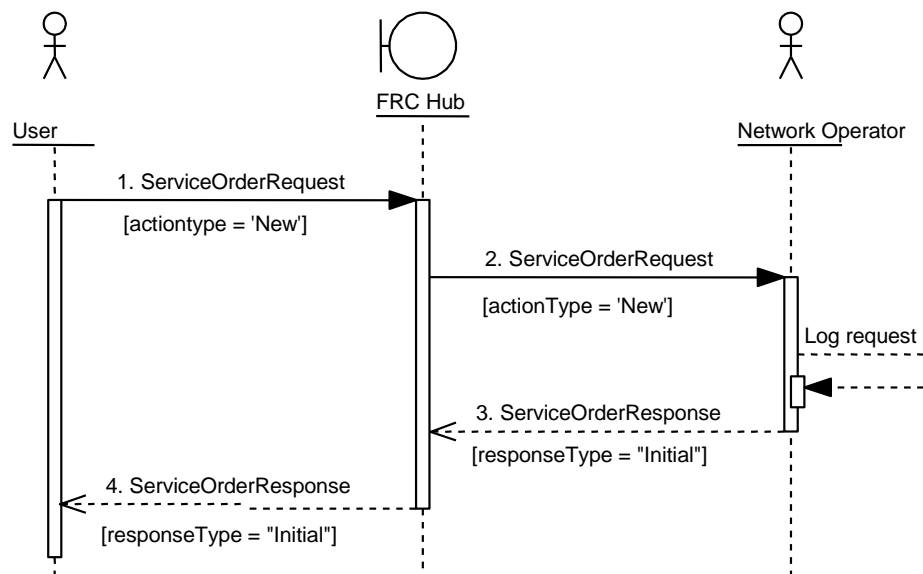 FRC Hub
User
Network Operator
1. ServiceOrderRequest
[actiontype = 'New']
2. ServiceOrderRequest
[actionType = 'New']
Log request
3. ServiceOrderResponse
[responseType = "Initial"]
4. ServiceOrderResponse
[responseType = "Initial"]